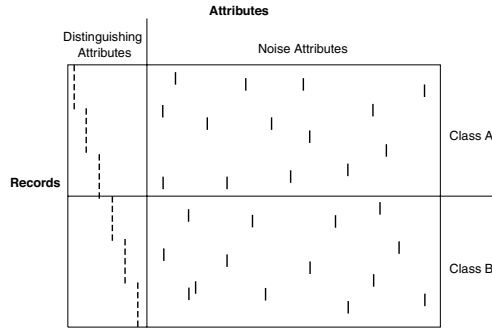 Attributes
Distinguishing
Attributes
Noise Attributes
Class A
Records
Class B